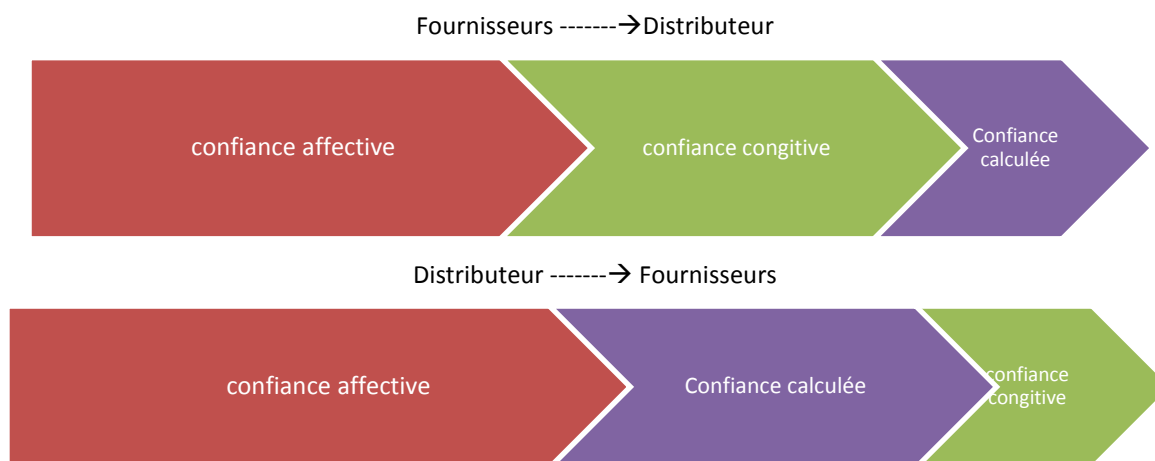 Fournisseurs -------→Distributeur
confiance affective
confiance congitive
Confiance
calculée
Distributeur -------→ Fournisseurs
confiance affective
Confiance calculée
confiance
congitive